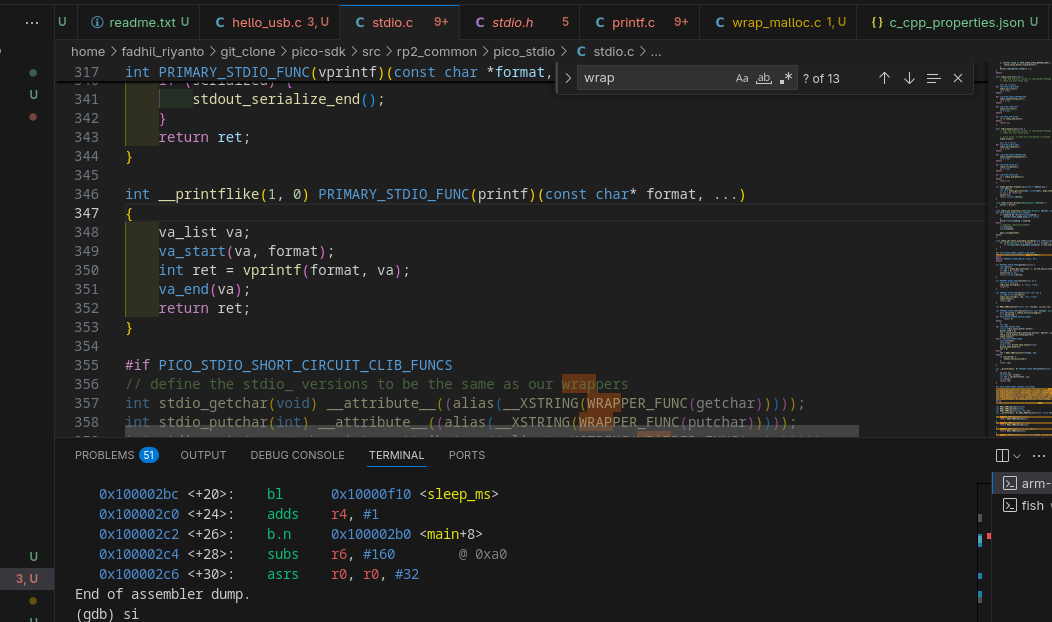 U readme.txt U hello_usb.c 3, U C stdio.c 9+ C stdio.h 5 C printf.c 9+ C wrap_malloc.c 1, U {} c_cpp_properties.json U
home > fadhil_riyanto > git_clone > pico-sdk > src > rp2_common > pico_stdio > C stdio.c > ...
317 int PRIMARY_STDIO_FUNC(vprintf)(const char *format,
wrap Aa ab .* ? of 13
341 stdout_serialize_end();
342 }
343 return ret;
344 }
345
346 int __printflike(1, 0) PRIMARY_STDIO_FUNC(printf)(const char* format, ...)
347 {
348 va_list va;
349 va_start(va, format);
350 int ret = vprintf(format, va);
351 va_end(va);
352 return ret;
353 }
354
355 #if PICO_STDIO_SHORT_CIRCUIT_CLIB_FUNCS
356 // define the stdio_ versions to be the same as our wrappers
357 int stdio_getchar(void) __attribute__((alias(__XSTRING(WRAPPER_FUNC(getchar)))));
358 int stdio_putchar(int) __attribute__((alias(__XSTRING(WRAPPER_FUNC(putchar)))));
PROBLEMS 51 OUTPUT DEBUG CONSOLE TERMINAL PORTS
0x100002bc <+20>: bl 0x10000f10 <sleep_ms>
0x100002c0 <+24>: adds r4, #1
0x100002c2 <+26>: b.n 0x100002b0 <main+8>
0x100002c4 <+28>: subs r6, #160 @ 0xa0
0x100002c6 <+30>: asrs r0, r0, #32
End of assembler dump.
(gdb) si
U
U
3, U
arm-
fish